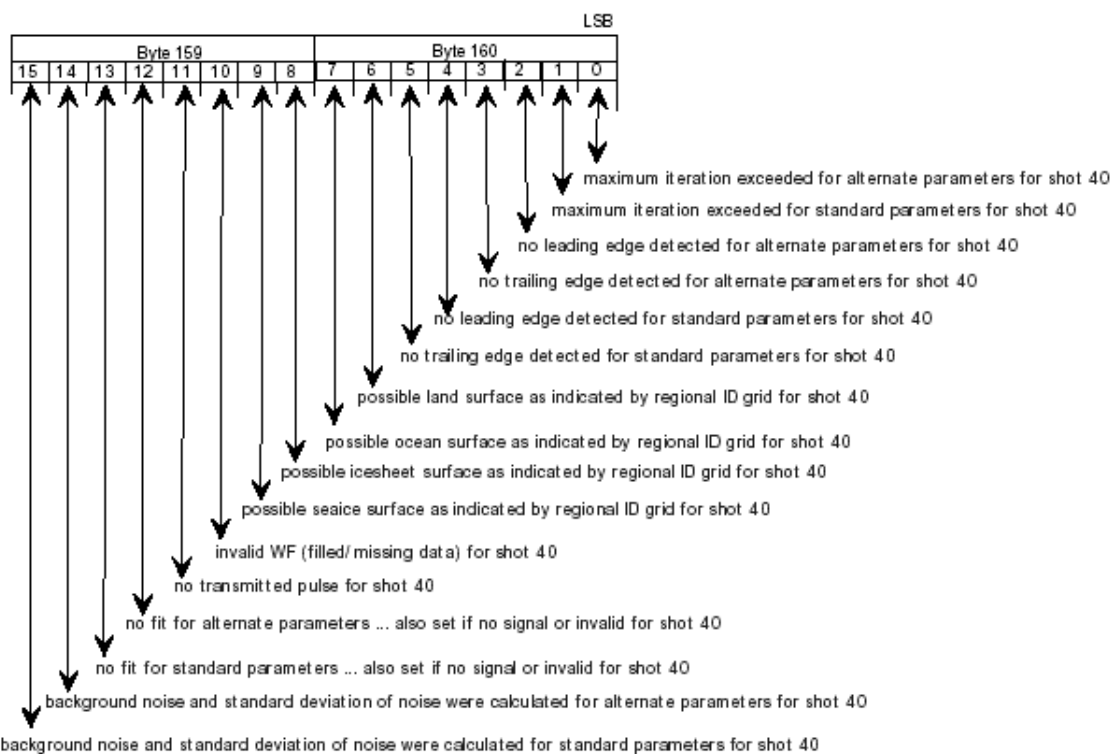 LSB
Byte 159 Byte 160
15 14 13 12 11 10 9 8 7 6 5 4 3 2 1 0
maximum iteration exceeded for alternate parameters for shot 40
maximum iteration exceeded for standard parameters for shot 40
no leading edge detected for alternate parameters for shot 40
no trailing edge detected for alternate parameters for shot 40
no leading edge detected for standard parameters for shot 40
no trailing edge detected for standard parameters for shot 40
possible land surface as indicated by regional ID grid for shot 40
possible ocean surface as indicated by regional ID grid for shot 40
possible icesheet surface as indicated by regional ID grid for shot 40
possible seaice surface as indicated by regional ID grid for shot 40
invalid WF (filled/missing data) for shot 40
no transmitted pulse for shot 40
no fit for alternate parameters ... also set if no signal or invalid for shot 40
no fit for standard parameters ... also set if no signal or invalid for shot 40
background noise and standard deviation of noise were calculated for alternate parameters for shot 40
background noise and standard deviation of noise were calculated for standard parameters for shot 40